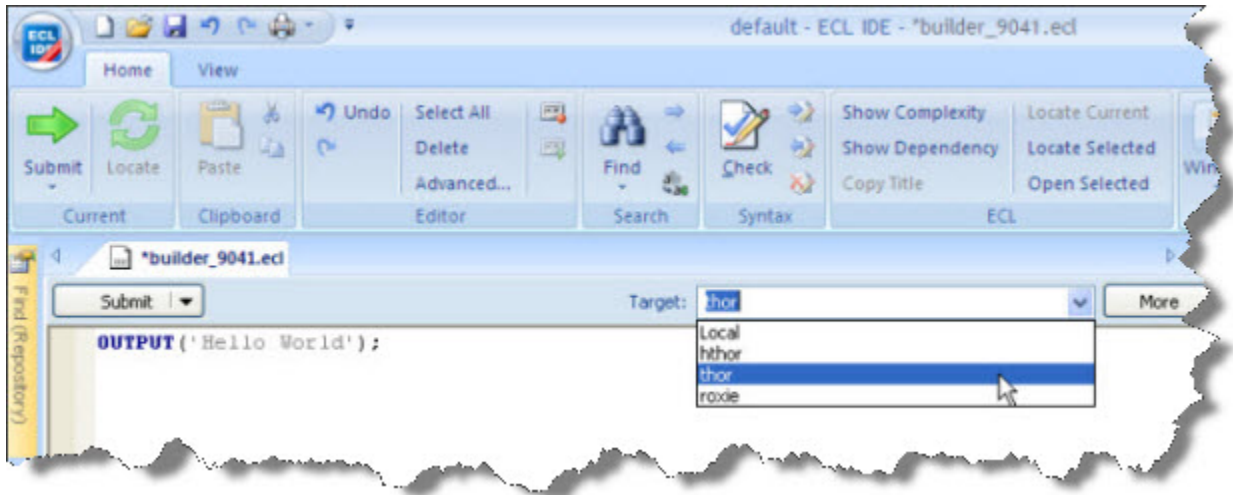 ECL IDE
default - ECL IDE - *builder_9041.ecl
Home View
Undo Select All Show Complexity Locate Current
Delete Show Dependency Locate Selected
Submit Locate Paste Advanced... Find Check Copy Title Open Selected
Current Clipboard Editor Search Syntax ECL
*builder_9041.ecl
Submit Target: thor More
Find (Repository)
OUTPUT('Hello World');
Local
hthor
thor
roxie